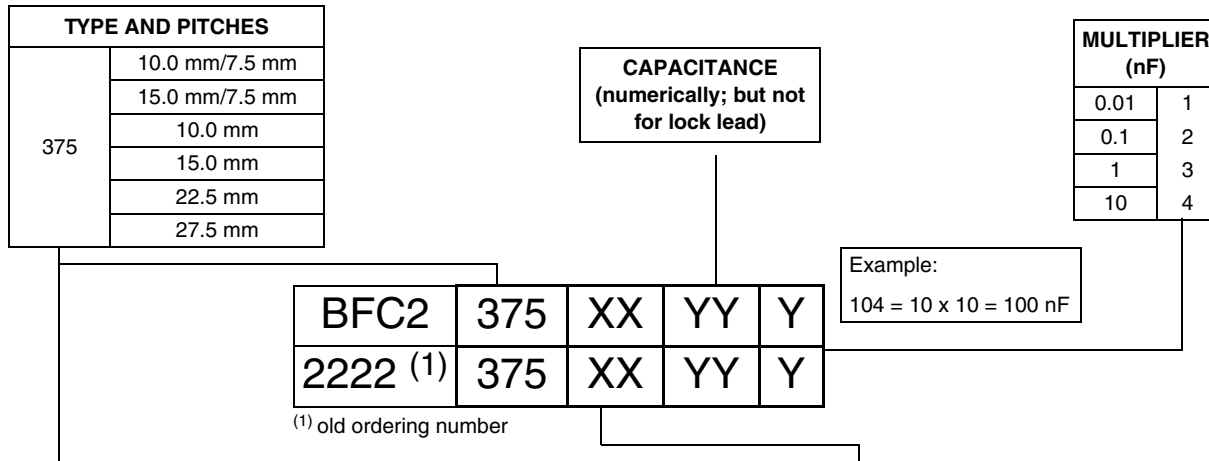 TYPE AND PITCHES
375
10.0 mm/7.5 mm
15.0 mm/7.5 mm
10.0 mm
15.0 mm
22.5 mm
27.5 mm
CAPACITANCE
(numerically; but not
for lock lead)
MULTIPLIER
(nF)
0.01 1
0.1 2
1 3
10 4
Example:
104 = 10 x 10 = 100 nF
BFC2 375 XX YY Y
2222 (1) 375 XX YY Y
(1) old ordering number